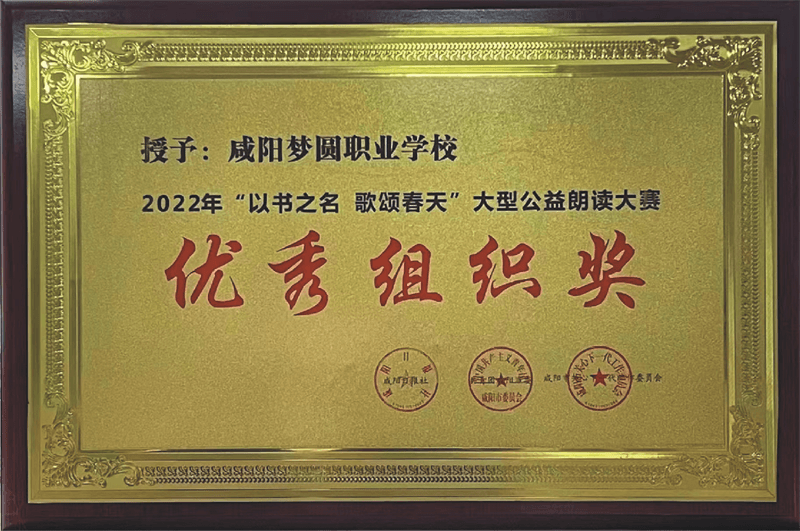 授予：咸阳梦圆职业学校
2022年“以书之名 歌颂春天”大型公益朗读大赛
优秀组织奖
咸阳日报社
咸阳市委员会